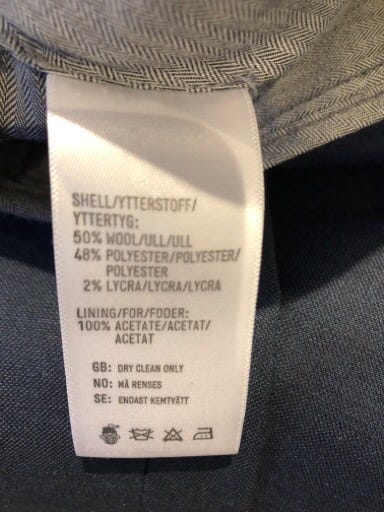 SHELL/YTTERSTOFF/
YTTERTYG:
50% WOOL/ULL/ULL
48% POLYESTER/POLYESTER/
POLYESTER
2% LYCRA/LYCRA/LYCRA
LINING/FOR/FODER:
100% ACETATE/ACETAT/
ACETAT
GB: DRY CLEAN ONLY
NO: MÅ RENSES
SE: ENDAST KEMTVÄTT